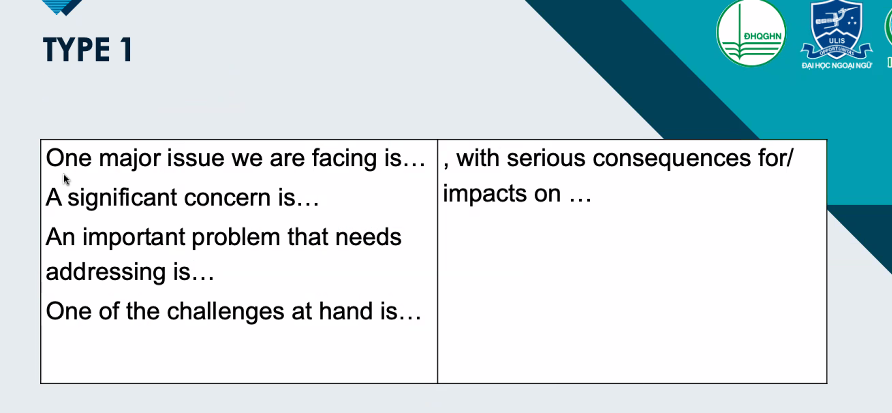 TYPE 1
ĐHQGHN
ULIS
ĐẠI HỌC NGOẠI NGỮ
One major issue we are facing is…
A significant concern is…
An important problem that needs
addressing is…
One of the challenges at hand is…
, with serious consequences for/
impacts on …